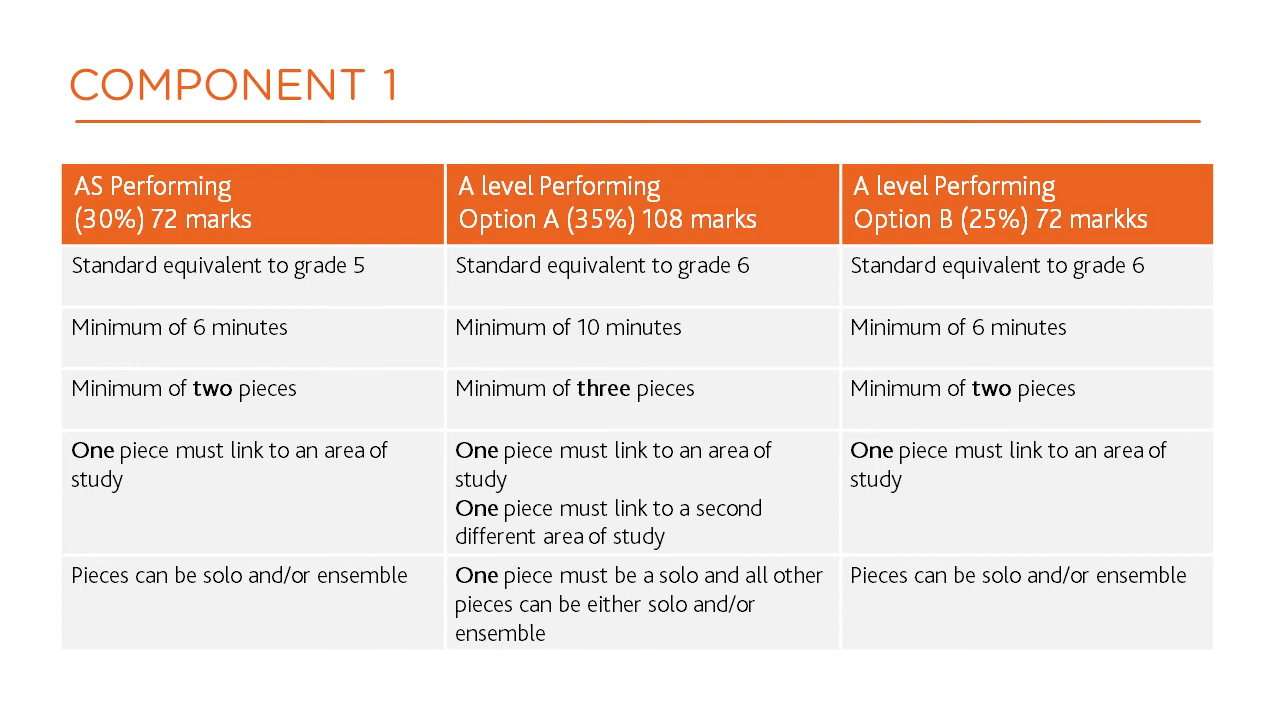 COMPONENT 1
AS Performing
(30%) 72 marks
A level Performing
Option A (35%) 108 marks
A level Performing
Option B (25%) 72 markks
Standard equivalent to grade 5
Standard equivalent to grade 6
Standard equivalent to grade 6
Minimum of 6 minutes
Minimum of 10 minutes
Minimum of 6 minutes
Minimum of two pieces
Minimum of three pieces
Minimum of two pieces
One piece must link to an area of
study
One piece must link to an area of
study
One piece must link to a second
different area of study
One piece must link to an area of
study
Pieces can be solo and/or ensemble
One piece must be a solo and all other
pieces can be either solo and/or
ensemble
Pieces can be solo and/or ensemble